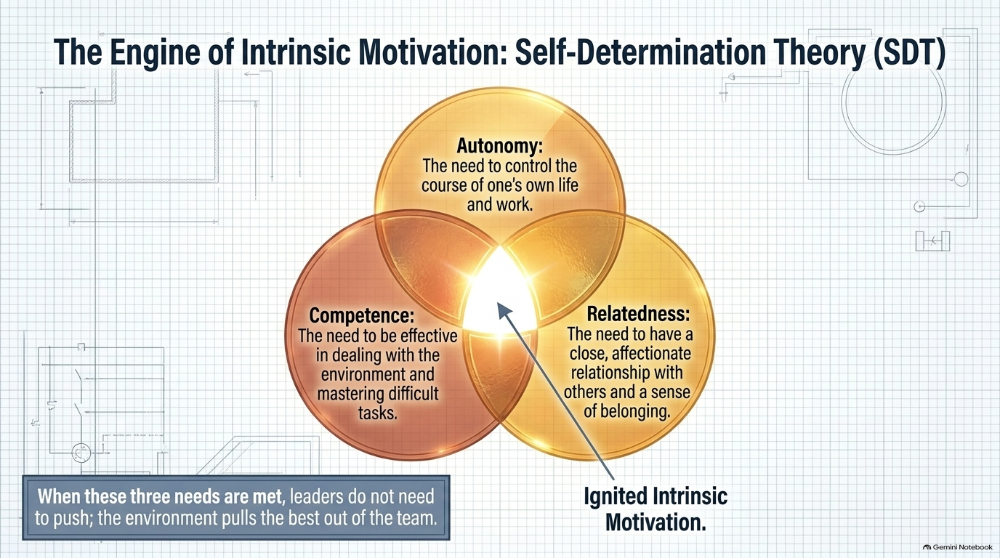 The Engine of Intrinsic Motivation: Self-Determination Theory (SDT)
Autonomy:
The need to control the
course of one's own life
and work.
Competence:
The need to be effective
in dealing with the
environment and
mastering difficult
tasks.
Relatedness:
The need to have a
close, affectionate
relationship with
others and a sense
of belonging.
When these three needs are met, leaders do not need
to push; the environment pulls the best out of the team.
Ignited Intrinsic
Motivation.
Gemini Notebook